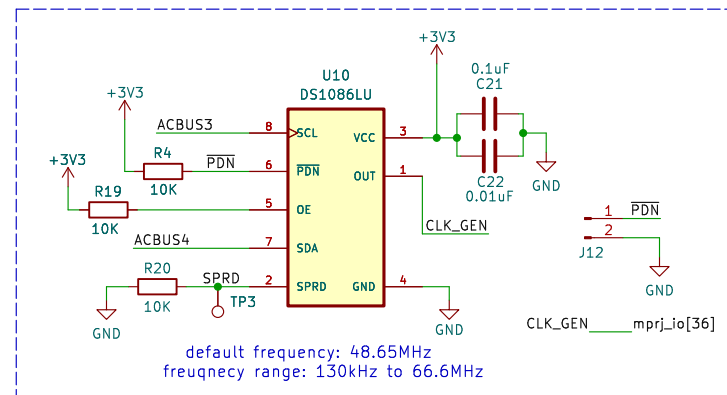 +3V3
0.1uF
C21
U10
DS1086LU
+3V3
ACBUS3
8
SCL
VCC
3
R4
PDN
6
PDN
10K
+3V3
OUT
1
C22
0.01uF
GND
R19
5
OE
10K
CLK_GEN
1
PDN
ACBUS4
7
SDA
2
J12
R20
SPRD
2
SPRD
GND
4
10K
TP3
GND
GND
GND
CLK_GEN
mprj_io[36]
default frequency: 48.65MHz
freuqnecy range: 130kHz to 66.6MHz